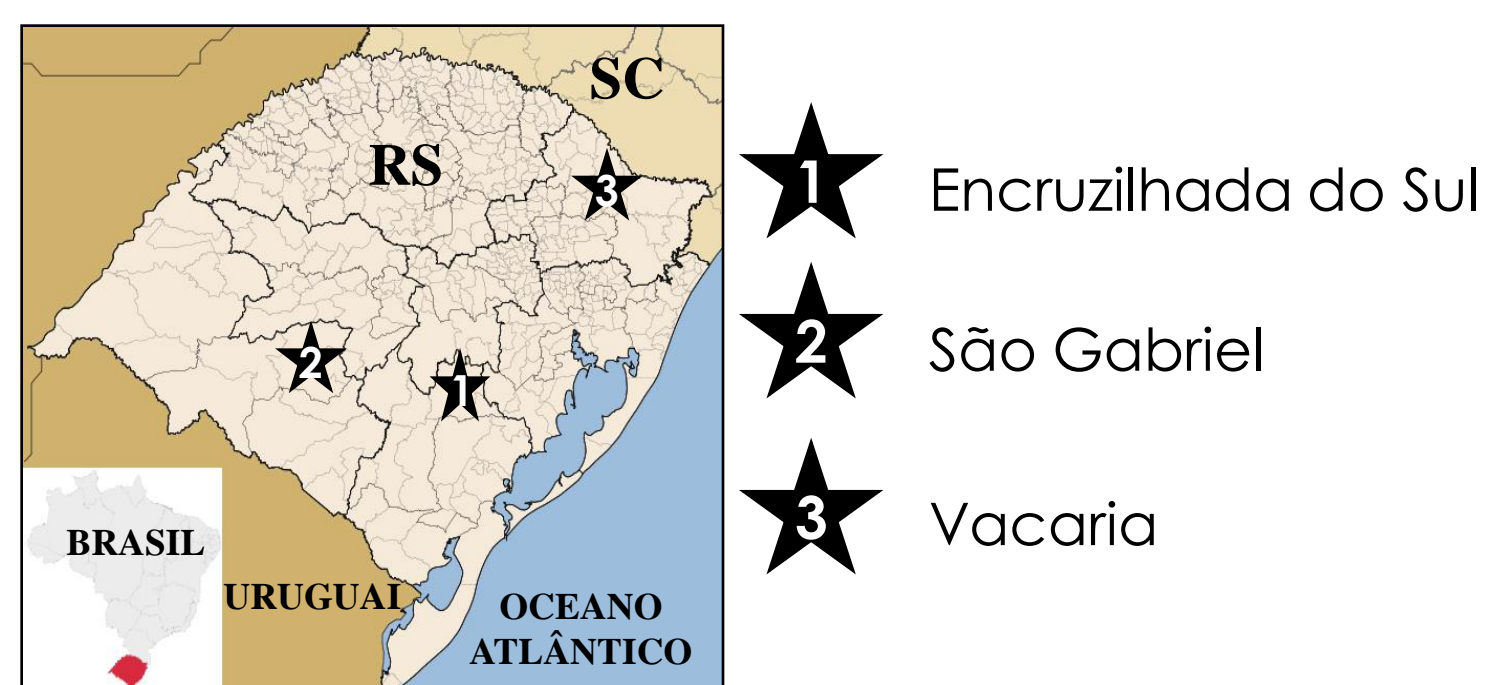 SC
RS
3
2
1
BRASIL
URUGUAI
OCEANO
ATLÂNTICO
1 Encruzilhada do Sul
2 São Gabriel
3 Vacaria